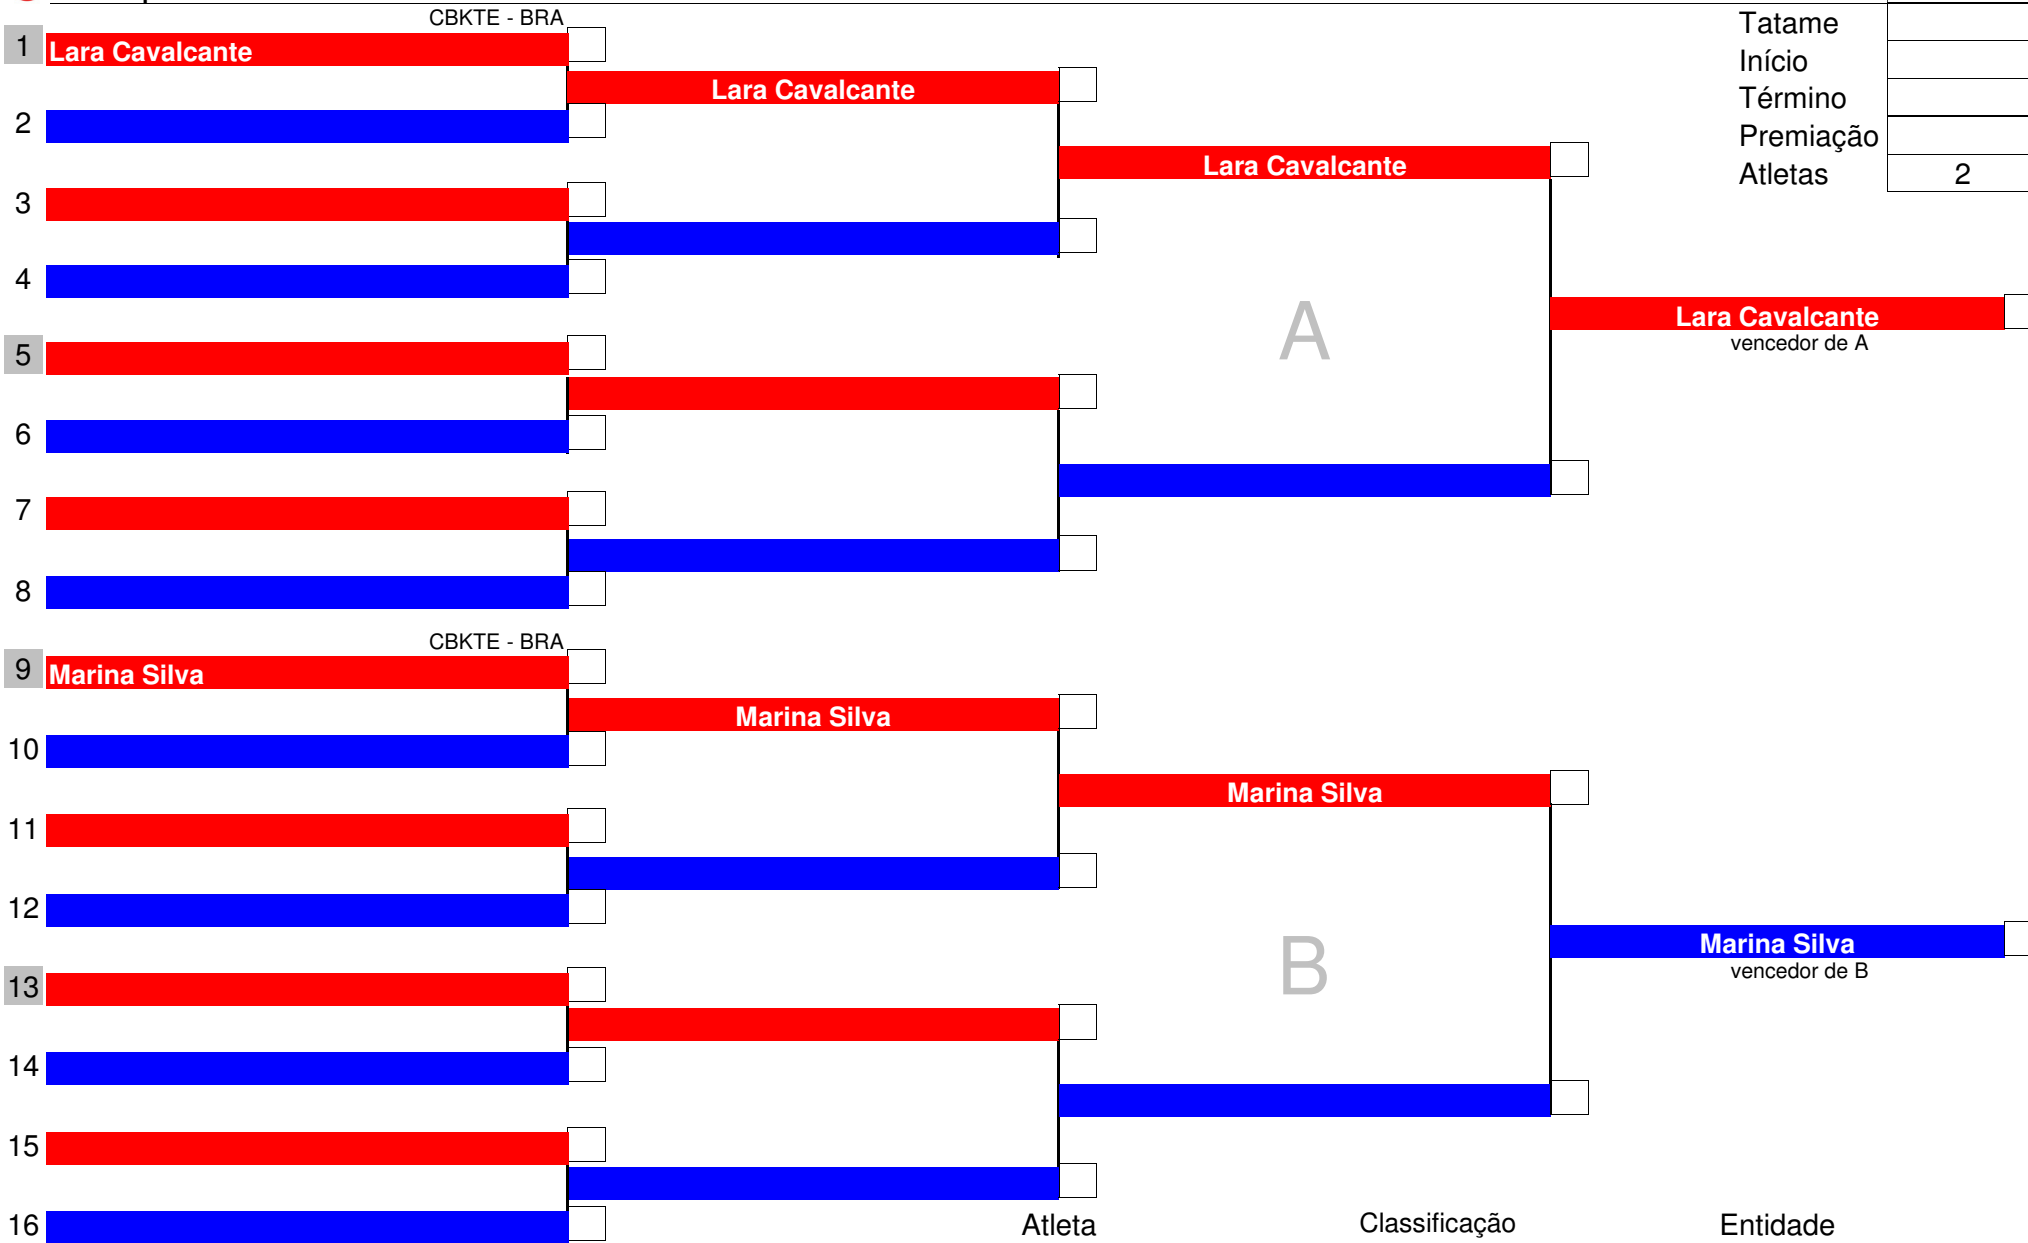 CBKTE - BRA
1 Lara Cavalcante
Lara Cavalcante
2
Lara Cavalcante
3
4
Lara Cavalcante
vencedor de A
A
5
6
7
8
CBKTE - BRA
9 Marina Silva
Marina Silva
10
Marina Silva
11
12
Marina Silva
vencedor de B
B
13
14
15
16
Tatame
Início
Término
Premiação
Atletas 2
Atleta Classificação Entidade